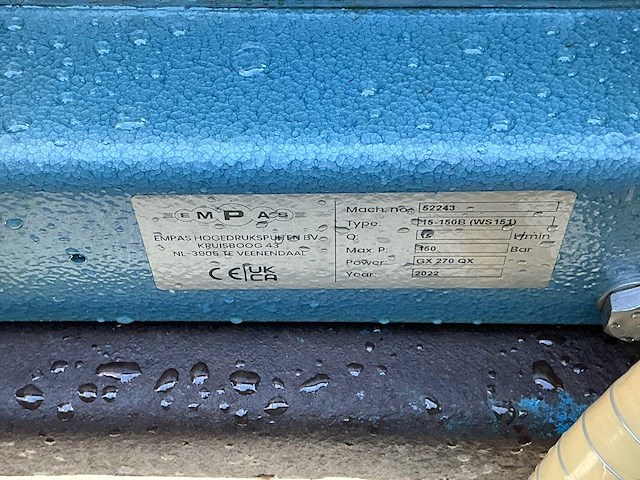 EMPAS
EMPAS HOGEDRUKSPUITEN BV
KRUISBOOG 43
NL-3905 TE VEENENDAAL
CE UK
CA
Mach. no: 52243
Type: 15-150B (WS151)
Q: 15 L/min
Max P: 150 Bar
Power: GX 270 QX
Year: 2022